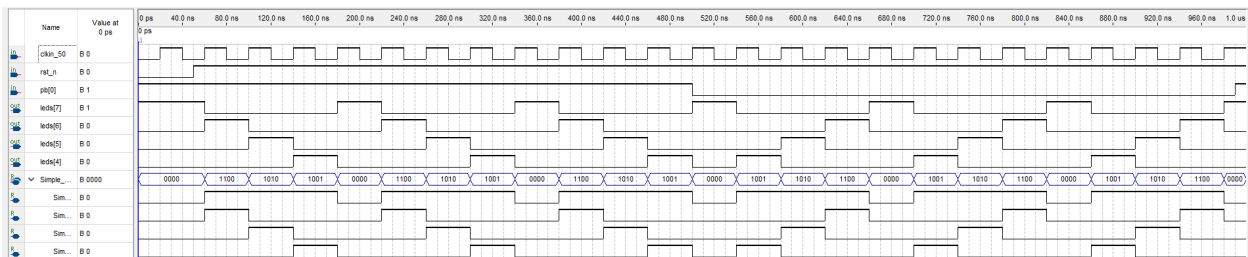 Name Value at 0 ps 0 ps 40.0 ns 80.0 ns 120.0 ns 160.0 ns 200.0 ns 240.0 ns 280.0 ns 320.0 ns 360.0 ns 400.0 ns 440.0 ns 480.0 ns 520.0 ns 560.0 ns 600.0 ns 640.0 ns 680.0 ns 720.0 ns 760.0 ns 800.0 ns 840.0 ns 880.0 ns 920.0 ns 960.0 ns 1.0 us
0 ps
in clkin_50 B 0
in rst_n B 0
in pb[0] B 1
out leds[7] B 1
out leds[6] B 0
out leds[5] B 0
out leds[4] B 0
R Simple_... B 0000 0000 1100 1010 1001 0000 1100 1010 1001 0000 1100 1010 1001 0000 1001 1010 1100 0000 1001 1010 1100 0000 1001 1010 1100 0000
R Sim... B 0
R Sim... B 0
R Sim... B 0
R Sim... B 0